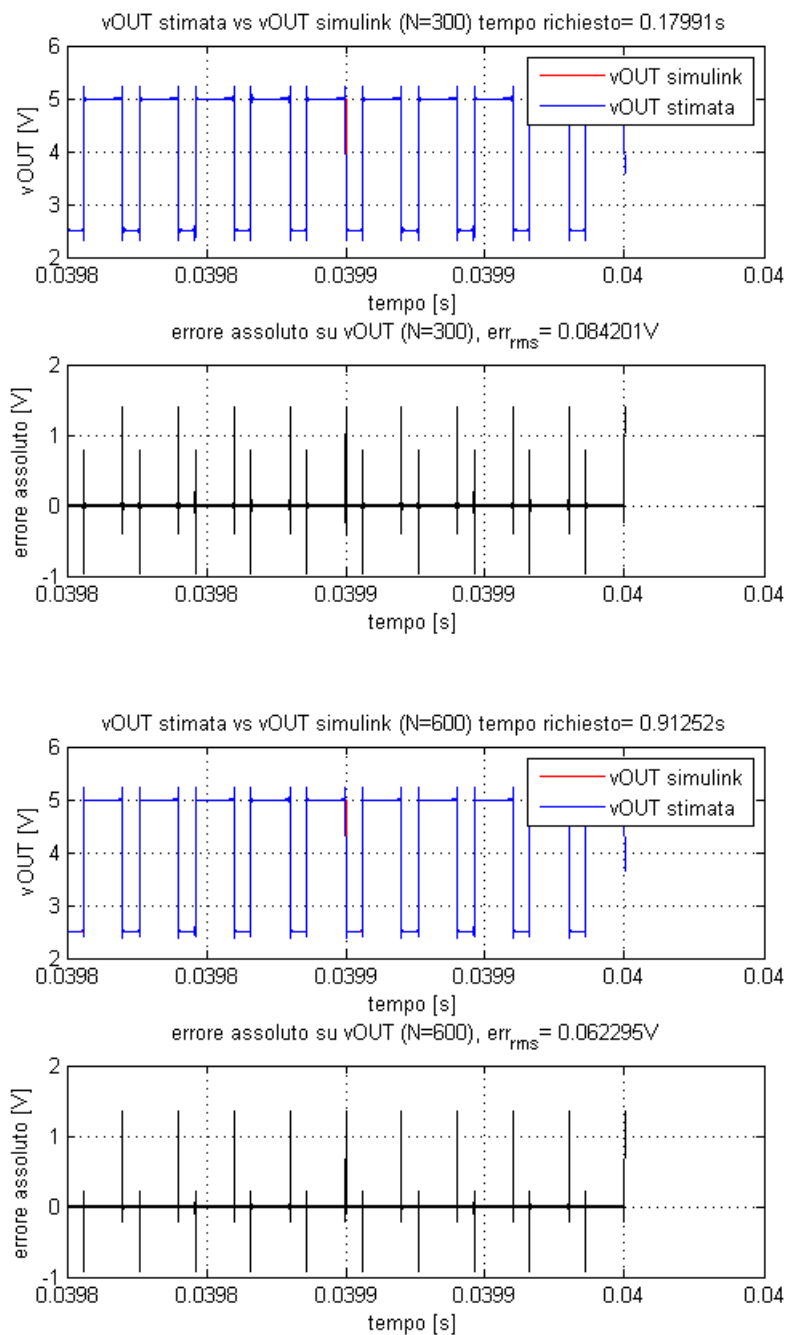 vOUT stimata vs vOUT simulink (N=300) tempo richiesto= 0.17991s
6
5
4
3
2
vOUT [V]
vOUT simulink
vOUT stimata
0.0398 0.0398 0.0399 0.0399 0.04 0.04
tempo [s]
errore assoluto su vOUT (N=300), err_rms= 0.084201V
2
1
0
-1
errore assoluto [V]
0.0398 0.0398 0.0399 0.0399 0.04 0.04
tempo [s]
vOUT stimata vs vOUT simulink (N=600) tempo richiesto= 0.91252s
6
5
4
3
2
vOUT [V]
vOUT simulink
vOUT stimata
0.0398 0.0398 0.0399 0.0399 0.04 0.04
tempo [s]
errore assoluto su vOUT (N=600), err_rms= 0.062295V
2
1
0
-1
errore assoluto [V]
0.0398 0.0398 0.0399 0.0399 0.04 0.04
tempo [s]